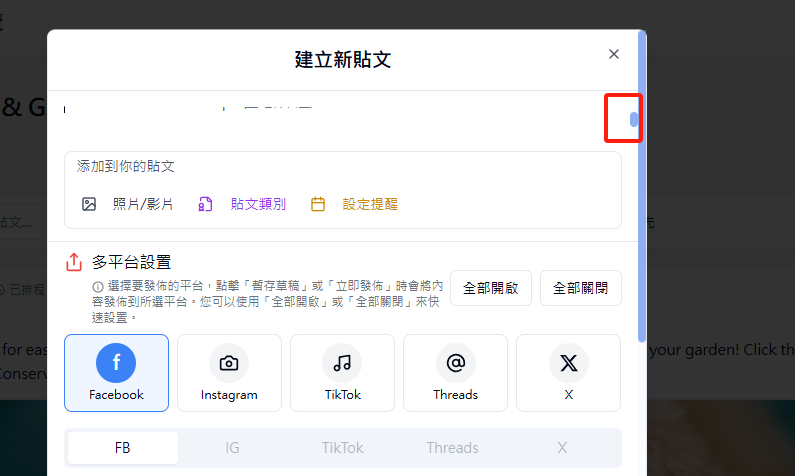 建立新貼文
& G
添加到你的貼文
照片/影片 貼文類別 設定提醒
貼文...
先
多平台設置
選擇要發佈的平台，點擊「暫存草稿」或「立即發佈」時會將內
容發佈到所選平台。您可以使用「全部開啟」或「全部關閉」來快
速設置。
全部開啟 全部關閉
已排程
for eas
your garden! Click th
Conserv
Facebook Instagram TikTok Threads X
FB IG TikTok Threads X